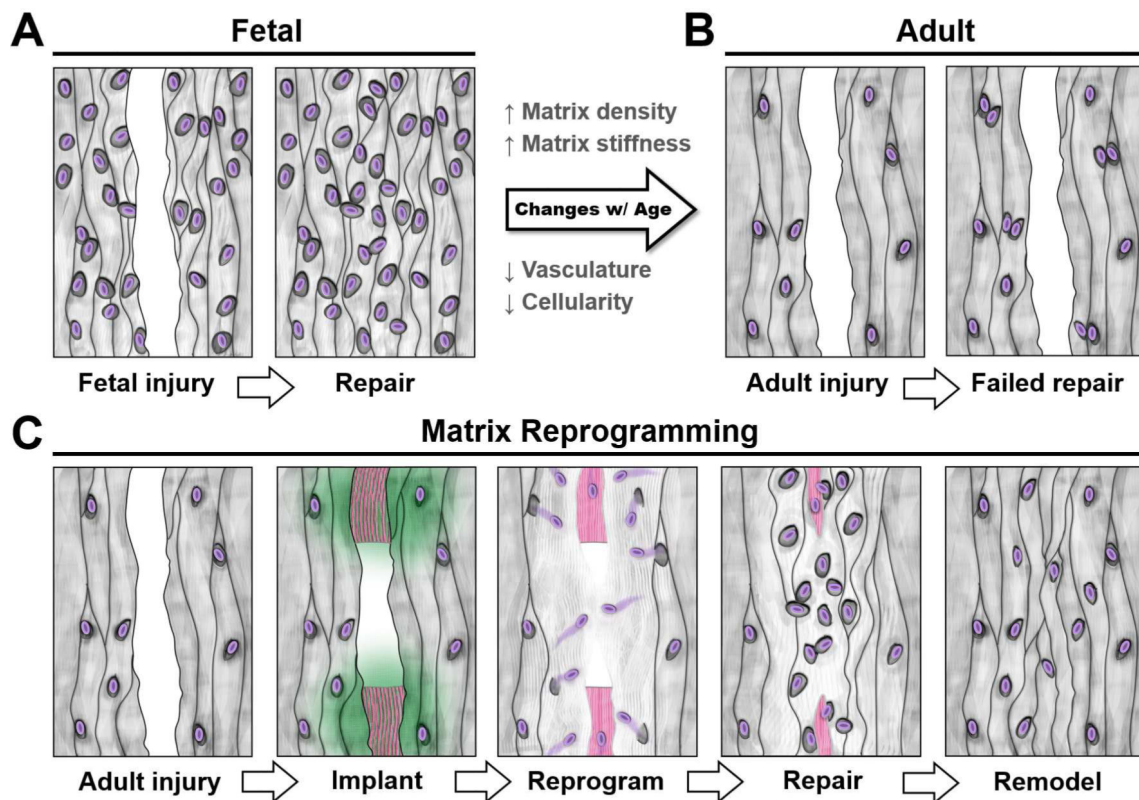 A
Fetal
B
Adult
↑ Matrix density
↑ Matrix stiffness
Changes w/ Age
↓ Vasculature
↓ Cellularity
Fetal injury
Repair
Adult injury
Failed repair
C
Matrix Reprogramming
Adult injury
Implant
Reprogram
Repair
Remodel